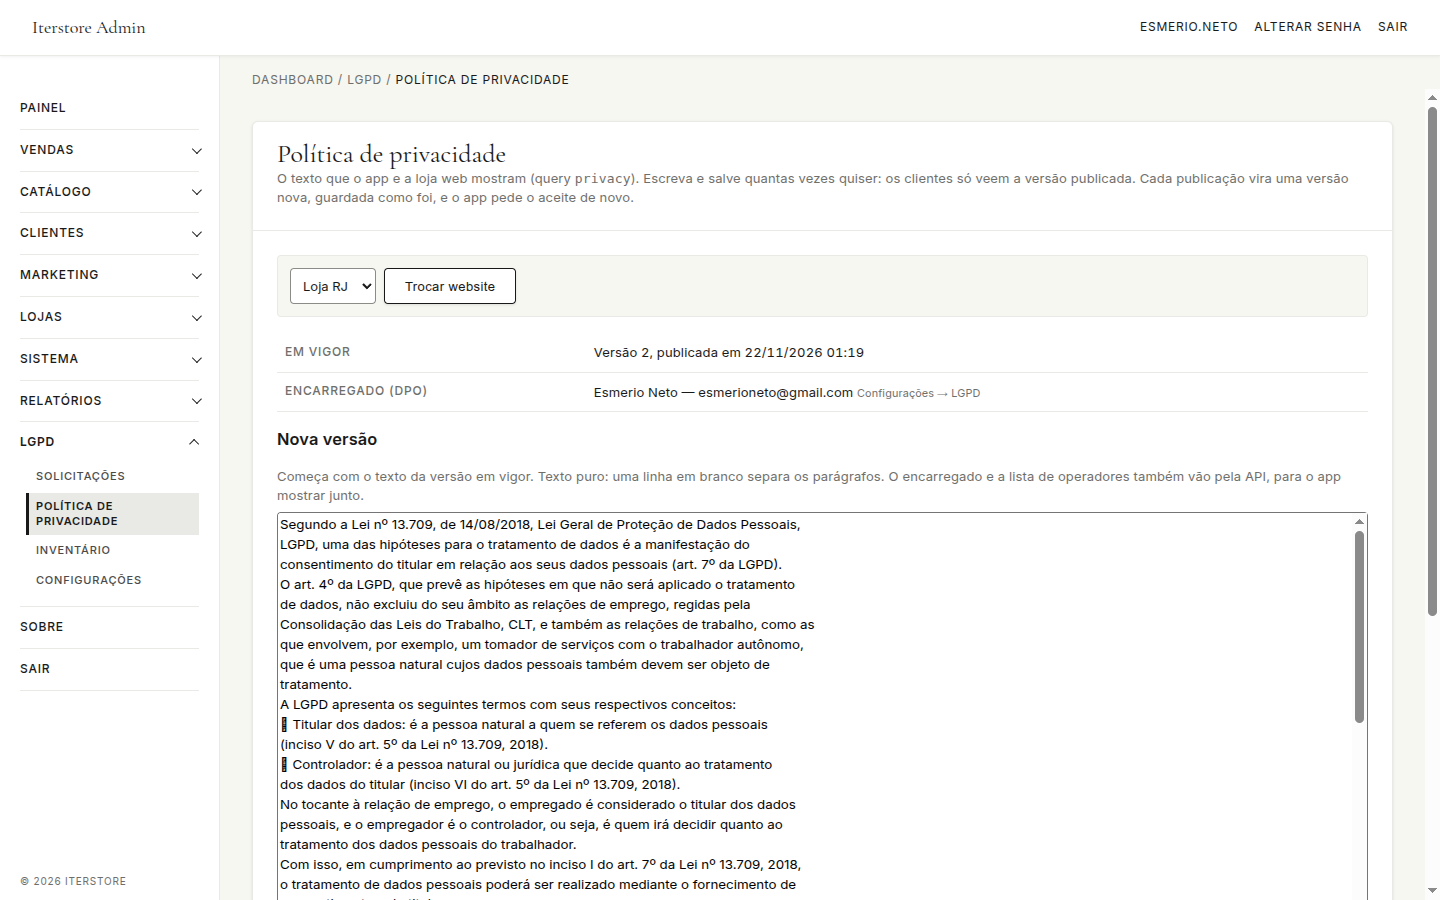 Iterstore Admin
ESMERIO.NETO ALTERAR SENHA SAIR
DASHBOARD / LGPD / POLÍTICA DE PRIVACIDADE
PAINEL
VENDAS
CATÁLOGO
CLIENTES
MARKETING
LOJAS
SISTEMA
RELATÓRIOS
LGPD
SOLICITAÇÕES
POLÍTICA DE
PRIVACIDADE
INVENTÁRIO
CONFIGURAÇÕES
SOBRE
SAIR
© 2026 ITERSTORE
Política de privacidade
O texto que o app e a loja web mostram (query privacy). Escreva e salve quantas vezes quiser: os clientes só veem a versão publicada. Cada publicação vira uma versão
nova, guardada como foi, e o app pede o aceite de novo.
Loja RJ Trocar website
EM VIGOR Versão 2, publicada em 22/11/2026 01:19
ENCARREGADO (DPO) Esmerio Neto — esmerioneto@gmail.com Configurações → LGPD
Nova versão
Começa com o texto da versão em vigor. Texto puro: uma linha em branco separa os parágrafos. O encarregado e a lista de operadores também vão pela API, para o app
mostrar junto.
Segundo a Lei nº 13.709, de 14/08/2018, Lei Geral de Proteção de Dados Pessoais,
LGPD, uma das hipóteses para o tratamento de dados é a manifestação do
consentimento do titular em relação aos seus dados pessoais (art. 7º da LGPD).
O art. 4º da LGPD, que prevê as hipóteses em que não será aplicado o tratamento
de dados, não excluiu do seu âmbito as relações de emprego, regidas pela
Consolidação das Leis do Trabalho, CLT, e também as relações de trabalho, como as
que envolvem, por exemplo, um tomador de serviços com o trabalhador autônomo,
que é uma pessoa natural cujos dados pessoais também devem ser objeto de
tratamento.
A LGPD apresenta os seguintes termos com seus respectivos conceitos:
Titular dos dados: é a pessoa natural a quem se referem os dados pessoais
(inciso V do art. 5º da Lei nº 13.709, 2018).
Controlador: é a pessoa natural ou jurídica que decide quanto ao tratamento
dos dados do titular (inciso VI do art. 5º da Lei nº 13.709, 2018).
No tocante à relação de emprego, o empregado é considerado o titular dos dados
pessoais, e o empregador é o controlador, ou seja, é quem irá decidir quanto ao
tratamento dos dados pessoais do trabalhador.
Com isso, em cumprimento ao previsto no inciso I do art. 7º da Lei nº 13.709, 2018,
o tratamento de dados pessoais poderá ser realizado mediante o fornecimento de